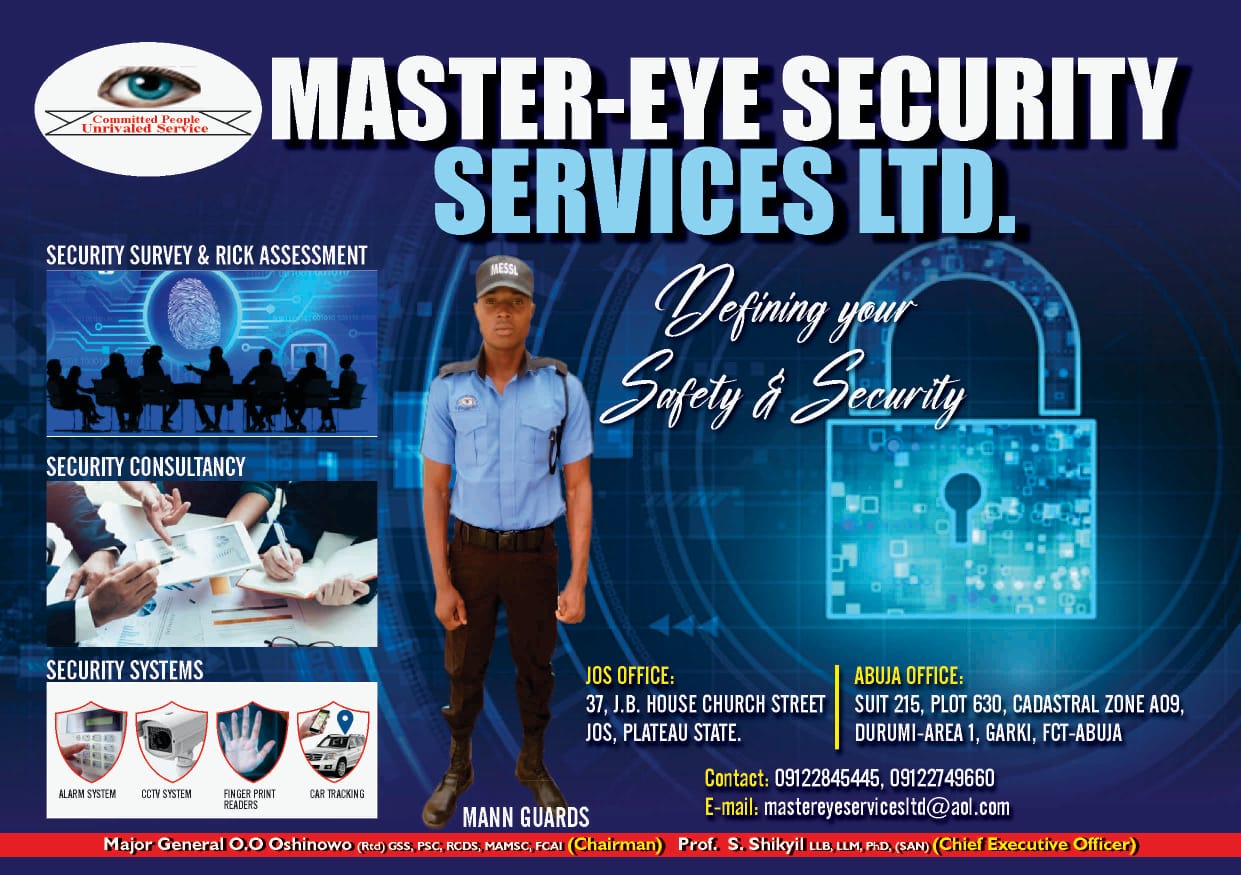 Committed People
Unrivaled Service
MASTER-EYE SECURITY
SERVICES LTD.
SECURITY SURVEY & RICK ASSESSMENT
MESSL
Defining your
Safety & Security
SECURITY CONSULTANCY
SECURITY SYSTEMS
ALARM SYSTEM
CCTV SYSTEM
FINGER PRINT
READERS
CAR TRACKING
MANN GUARDS
JOS OFFICE:
37, J.B. HOUSE CHURCH STREET
JOS, PLATEAU STATE.
ABUJA OFFICE:
SUIT 215, PLOT 630, CADASTRAL ZONE AO9,
DURUMI-AREA 1, GARKI, FCT-ABUJA
Contact: 09122845445, 09122749660
E-mail: mastereyeservicesltd@aol.com
Major General O.O Oshinowo (Rtd) GSS, PSC, RCDS, MAMSC, FCAI (Chairman) Prof. S. Shikyil LLB, LLM, PhD, (SAN) (Chief Executive Officer)